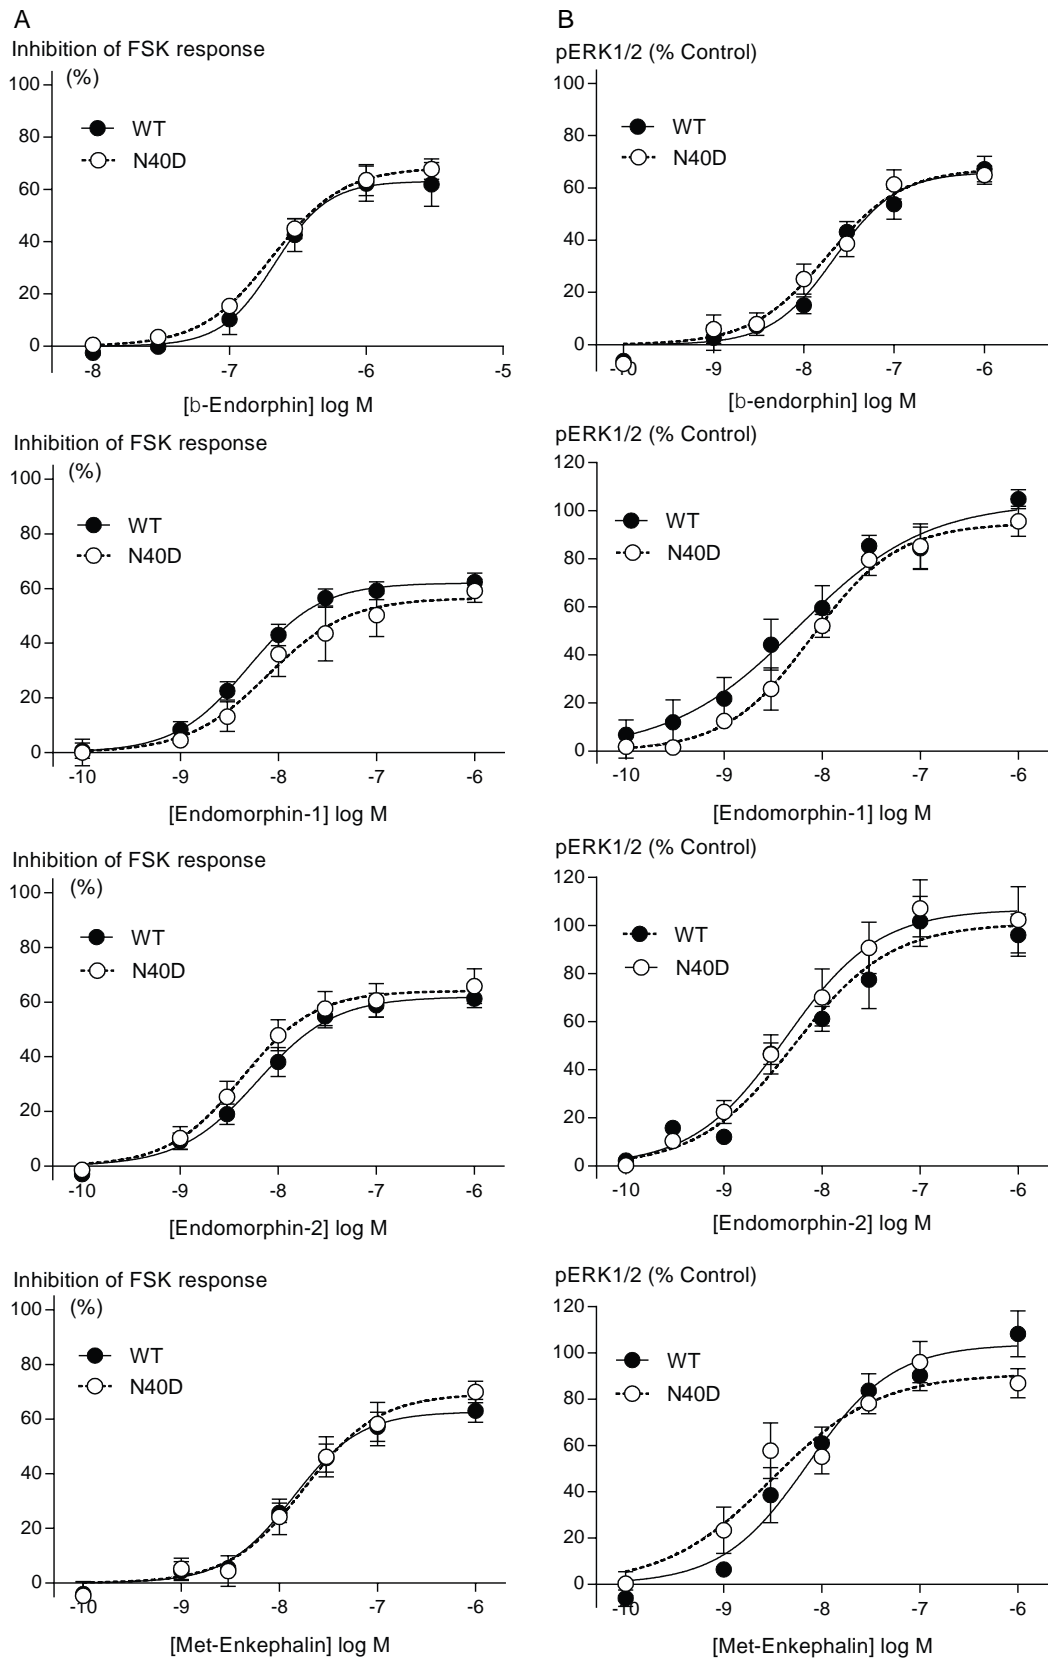 A
B
Inhibition of FSK response
(%)
100
80
60
40
20
0
WT
N40D
-8
-7
-6
-5
[b-Endorphin] log M
pERK1/2 (% Control)
100
80
60
40
20
0
WT
N40D
-10
-9
-8
-7
-6
[b-endorphin] log M
Inhibition of FSK response
(%)
100
80
60
40
20
0
WT
N40D
-10
-9
-8
-7
-6
[Endomorphin-1] log M
pERK1/2 (% Control)
120
100
80
60
40
20
0
WT
N40D
-10
-9
-8
-7
-6
[Endomorphin-1] log M
Inhibition of FSK response
(%)
100
80
60
40
20
0
WT
N40D
-10
-9
-8
-7
-6
[Endomorphin-2] log M
pERK1/2 (% Control)
120
100
80
60
40
20
0
WT
N40D
-10
-9
-8
-7
-6
[Endomorphin-2] log M
Inhibition of FSK response
(%)
100
80
60
40
20
0
WT
N40D
-10
-9
-8
-7
-6
[Met-Enkephalin] log M
pERK1/2 (% Control)
120
100
80
60
40
20
0
WT
N40D
-10
-9
-8
-7
-6
[Met-Enkephalin] log M